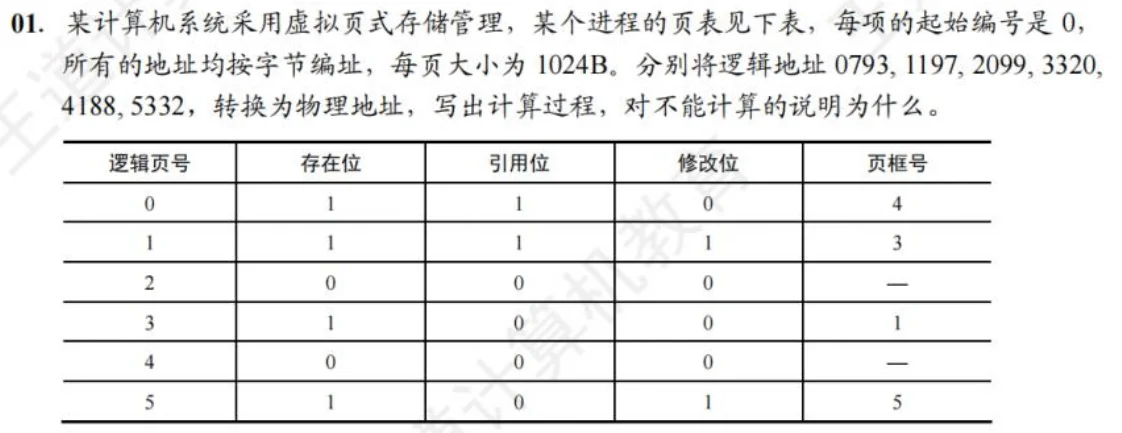 01. 某计算机系统采用虚拟页式存储管理，某个进程的页表见下表，每项的起始编号是 0，
所有的地址均按字节编址，每页大小为 1024B。分别将逻辑地址 0793, 1197, 2099, 3320,
4188, 5332，转换为物理地址，写出计算过程，对不能计算的说明为什么。
逻辑页号 存在位 引用位 修改位 页框号
0 1 1 0 4
1 1 1 1 3
2 0 0 0 —
3 1 0 0 1
4 0 0 0 —
5 1 0 1 5